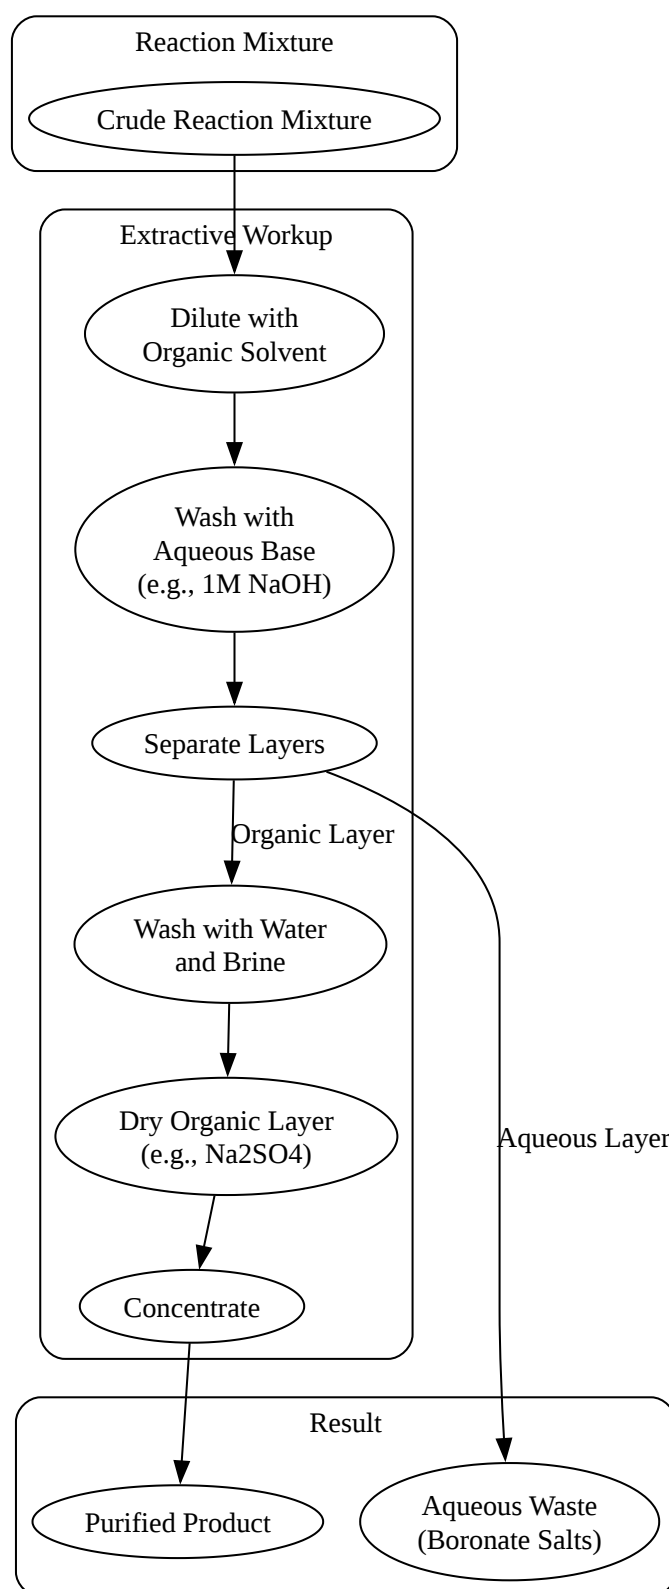 Reaction Mixture
Crude Reaction Mixture
Extractive Workup
Dilute with
Organic Solvent
Wash with
Aqueous Base
(e.g., 1M NaOH)
Separate Layers
Organic Layer
Wash with Water
and Brine
Dry Organic Layer
(e.g., Na2SO4)
Aqueous Layer
Concentrate
Result
Purified Product
Aqueous Waste
(Boronate Salts)